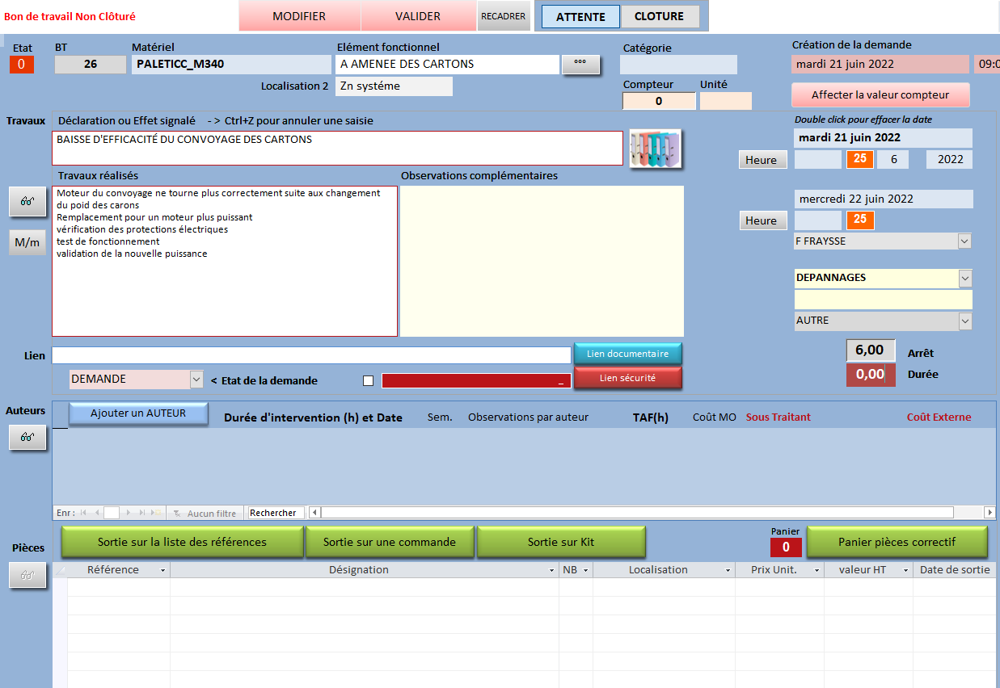 Bon de travail Non Clôturé
MODIFIER
VALIDER
RECADRER
ATTENTE
CLOTURE
Etat
BT
Matériel
Elément fonctionnel
Catégorie
Création de la demande
0
26
PALETICC_M340
A AMENEE DES CARTONS
°°°
mardi 21 juin 2022
09:0
Localisation 2
Zn systéme
Compteur
Unité
0
Affecter la valeur compteur
Travaux
Déclaration ou Effet signalé -> Ctrl+Z pour annuler une saisie
Double click pour effacer la date
BAISSE D'EFFICACITÉ DU CONVOYAGE DES CARTONS
mardi 21 juin 2022
Heure
25
6
2022
Travaux réalisés
Observations complémentaires
Moteur du convoyage ne tourne plus correctement suite aux changement
du poid des carons
Remplacement pour un moteur plus puissant
vérification des protections électriques
test de fonctionnement
validation de la nouvelle puissance
mercredi 22 juin 2022
Heure
25
M/m
F FRAYSSE
DEPANNAGES
AUTRE
6,00
Arrêt
Lien
Lien documentaire
DEMANDE
< Etat de la demande
_
Lien sécurité
0,00
Durée
Auteurs
Ajouter un AUTEUR
Durée d'intervention (h) et Date
Sem.
Observations par auteur
TAF(h)
Coût MO
Sous Traitant
Coût Externe
Enr :
Aucun filtre
Rechercher
Pièces
Sortie sur la liste des références
Sortie sur une commande
Sortie sur Kit
Panier
0
Panier pièces correctif
Référence
Désignation
NB
Localisation
Prix Unit.
valeur HT
Date de sortie